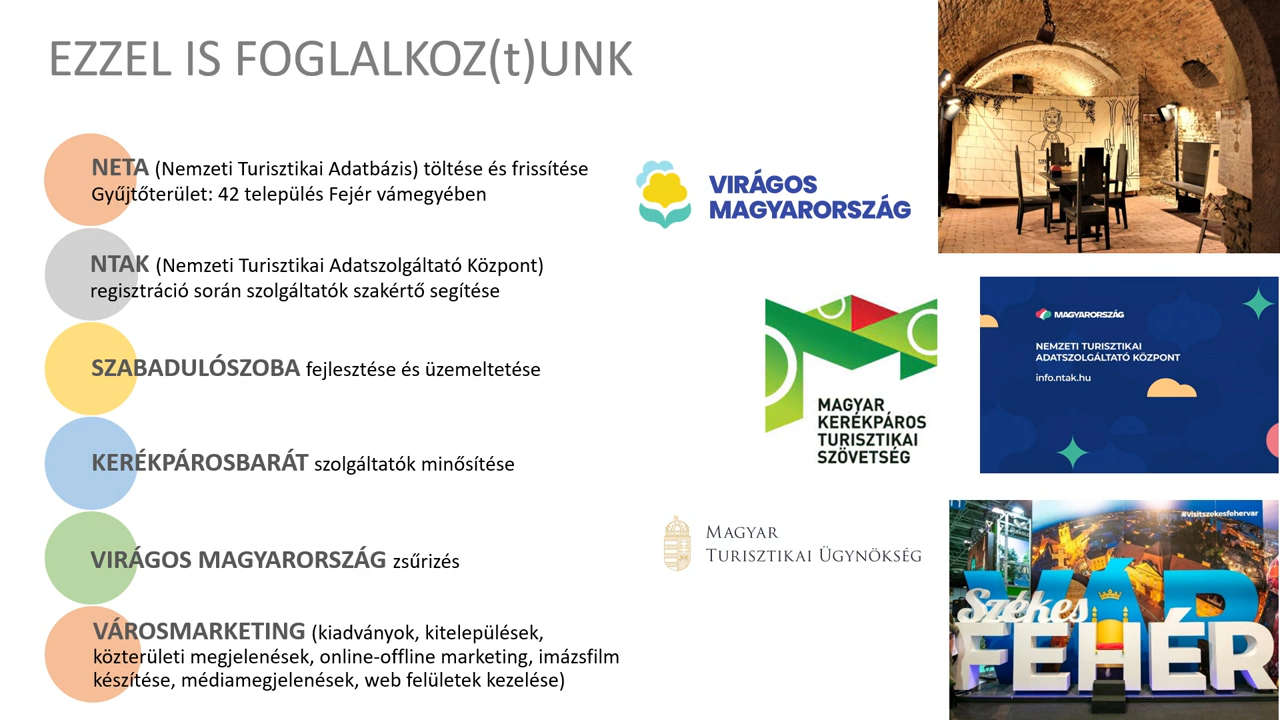 EZZEL IS FOGLALKOZ(t)UNK
NETA (Nemzeti Turisztikai Adatbázis) töltése és frissítése
Gyűjtőterület: 42 település Fejér vámegyében
NTAK (Nemzeti Turisztikai Adatszolgáltató Központ)
regisztráció során szolgáltatók szakértő segítése
SZABADULÓSZOBA fejlesztése és üzemeltetése
KERÉKPÁROSBARÁT szolgáltatók minősítése
VIRÁGOS MAGYARORSZÁG zsűrizés
VÁROSMARKETING (kiadványok, kitelepülések,
közterületi megjelenések, online-offline marketing, imázsfilm
készítése, médiamegjelenések, web felületek kezelése)
VIRÁGOS
MAGYARORSZÁG
MAGYAR
KERÉKPÁROS
TURISZTIKAI
SZÖVETSÉG
MAGYAR
TURISZTIKAI ÜGYNÖKSÉG
MAGYARORSZÁG
NEMZETI TURISZTIKAI
ADATSZOLGÁLTATÓ KÖZPONT
info.ntak.hu
#visitszekesfehervar
VÁR
Székes
FEHÉR